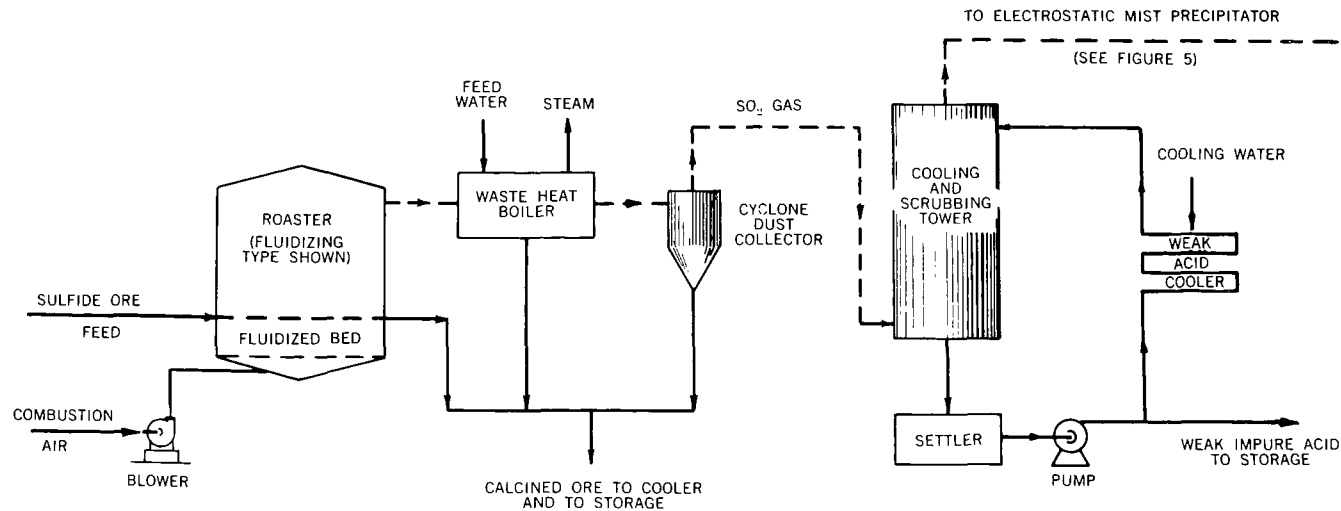 TO ELECTROSTATIC MIST PRECIPITATOR
(SEE FIGURE 5)
FEED
WATER
STEAM
SO₂ GAS
COOLING WATER
WASTE HEAT
BOILER
COOLING
AND
SCRUBBING
TOWER
CYCLONE
DUST
COLLECTOR
ROASTER
(FLUIDIZING
TYPE SHOWN)
WEAK
ACID
COOLER
SULFIDE ORE
FEED
FLUIDIZED BED
COMBUSTION
AIR
BLOWER
SETTLER
PUMP
WEAK IMPURE ACID
TO STORAGE
CALCINED ORE TO COOLER
AND TO STORAGE